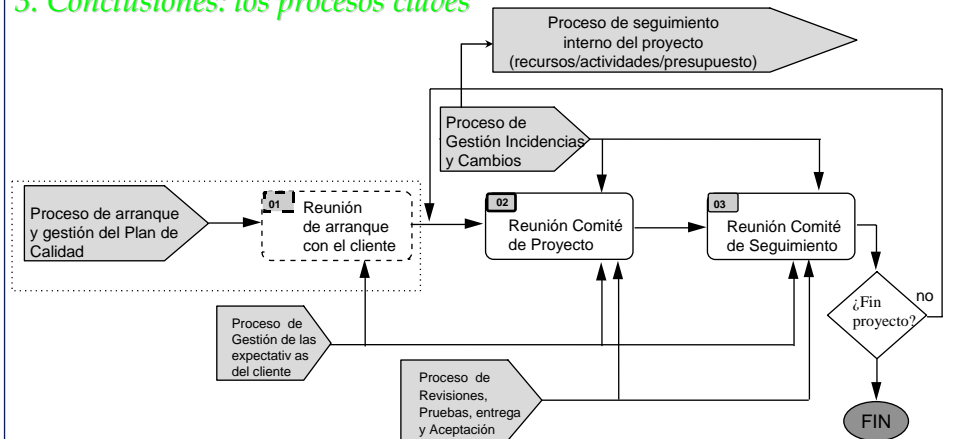 5. Conclusiones: los procesos claves
Proceso de seguimiento
interno del proyecto
(recursos/actividades/presupuesto)
Proceso de
Gestión Incidencias
y Cambios
Proceso de arranque
y gestión del Plan de
Calidad
01
Reunión
de arranque
con el cliente
02
Reunión Comité
de Proyecto
03
Reunión Comité
de Seguimiento
¿Fin
proyecto?
no
Proceso de
Gestión de las
expectativ as
del cliente
Proceso de
Revisiones,
Pruebas, entrega
y Aceptación
FIN